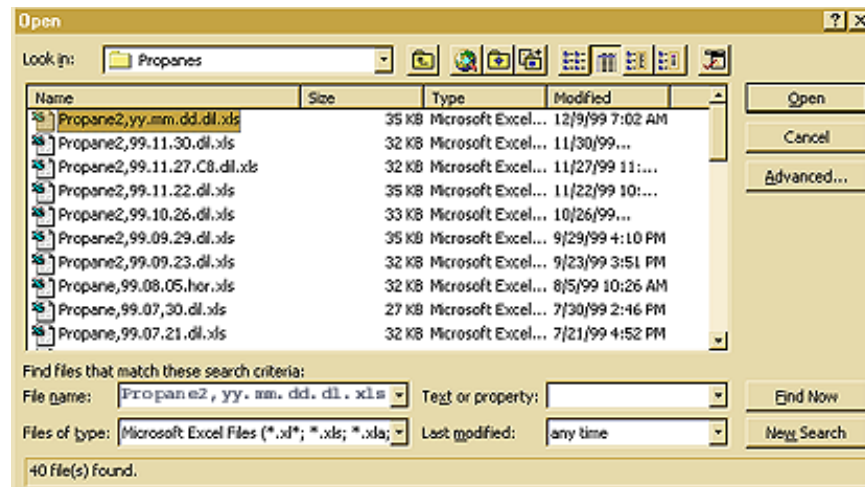 Open
Look in: Propanes
Name Size Type Modified
Propane2,yy.mm.dd.dil.xls 35 KB Microsoft Excel... 12/9/99 7:02 AM
Propane2,99.11.30.dil.xls 32 KB Microsoft Excel... 11/30/99...
Propane2,99.11.27.C8.dil.xls 32 KB Microsoft Excel... 11/27/99 11:...
Propane2,99.11.22.dil.xls 35 KB Microsoft Excel... 11/22/99 10:...
Propane2,99.10.26.dil.xls 33 KB Microsoft Excel... 10/26/99...
Propane2,99.09.29.dil.xls 35 KB Microsoft Excel... 9/29/99 4:10 PM
Propane2,99.09.23.dil.xls 32 KB Microsoft Excel... 9/23/99 3:51 PM
Propane,99.08.05.hor.xls 32 KB Microsoft Excel... 8/5/99 10:26 AM
Propane,99.07,30.dil.xls 27 KB Microsoft Excel... 7/30/99 2:46 PM
Propane,99.07.21.dil.xls 32 KB Microsoft Excel... 7/21/99 4:52 PM
Open
Cancel
Advanced...
Find files that match these search criteria:
File name: Propane2,yy.mm.dd.dl.xls Text or property: Find Now
Files of type: Microsoft Excel Files (*.xl*; *.xls; *.xla; Last modified: any time New Search
40 file(s) found.